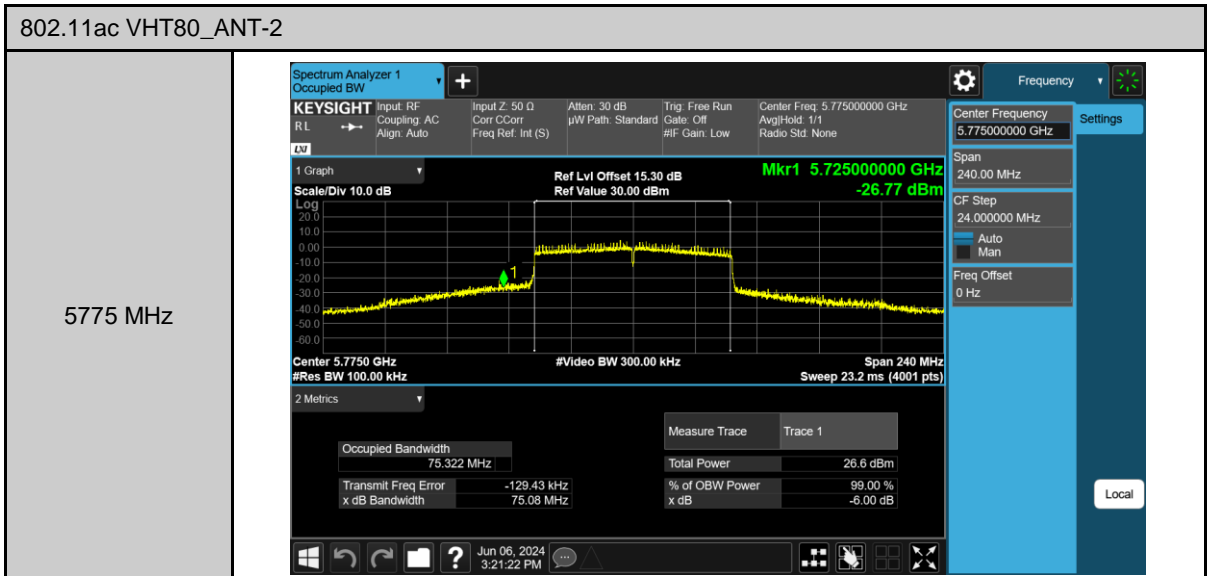 802.11ac VHT80_ANT-2
5775 MHz
Spectrum Analyzer 1
Occupied BW
+
Frequency
KEYSIGHT
RL
LXI
Input: RF
Coupling: AC
Align: Auto
Input Z: 50 Ω
Corr CCorr
Freq Ref: Int (S)
Atten: 30 dB
µW Path: Standard
Trig: Free Run
Gate: Off
#IF Gain: Low
Center Freq: 5.775000000 GHz
Avg|Hold: 1/1
Radio Std: None
1 Graph
Scale/Div 10.0 dB
Ref Lvl Offset 15.30 dB
Ref Value 30.00 dBm
Mkr1 5.725000000 GHz
-26.77 dBm
Log
20.0
10.0
0.00
-10.0
-20.0
-30.0
-40.0
-50.0
-60.0
1
Center 5.7750 GHz
#Res BW 100.00 kHz
#Video BW 300.00 kHz
Span 240 MHz
Sweep 23.2 ms (4001 pts)
2 Metrics
Measure Trace Trace 1
Occupied Bandwidth
75.322 MHz
Total Power 26.6 dBm
Transmit Freq Error -129.43 kHz
% of OBW Power 99.00 %
x dB Bandwidth 75.08 MHz
x dB -6.00 dB
Center Frequency
5.775000000 GHz
Settings
Span
240.00 MHz
CF Step
24.000000 MHz
Auto
Man
Freq Offset
0 Hz
Local
?
Jun 06, 2024
3:21:22 PM